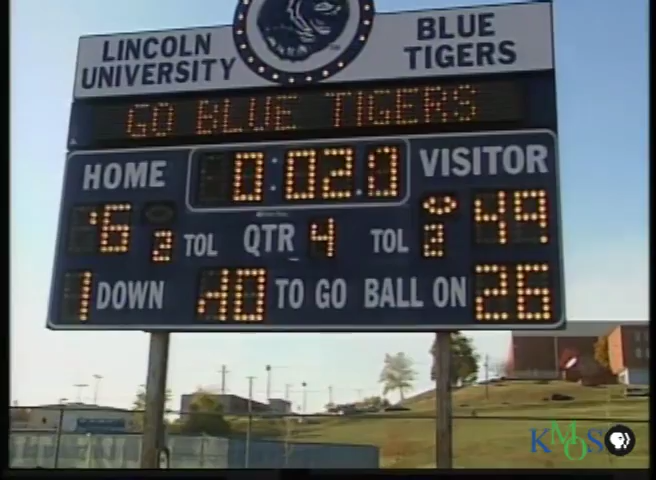 LINCOLN UNIVERSITY
BLUE TIGERS
GO BLUE TIGERS
HOME 0:02.0 VISITOR
6 2 TOL QTR 4 TOL 49
1 DOWN 10 TO GO BALL ON 26
KMOS